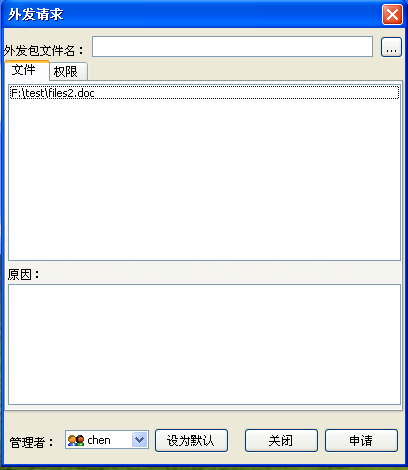 外发请求
外发包文件名：
...
文件 权限
F:\test\files2.doc
原因：
管理者： chen 设为默认 关闭 申请